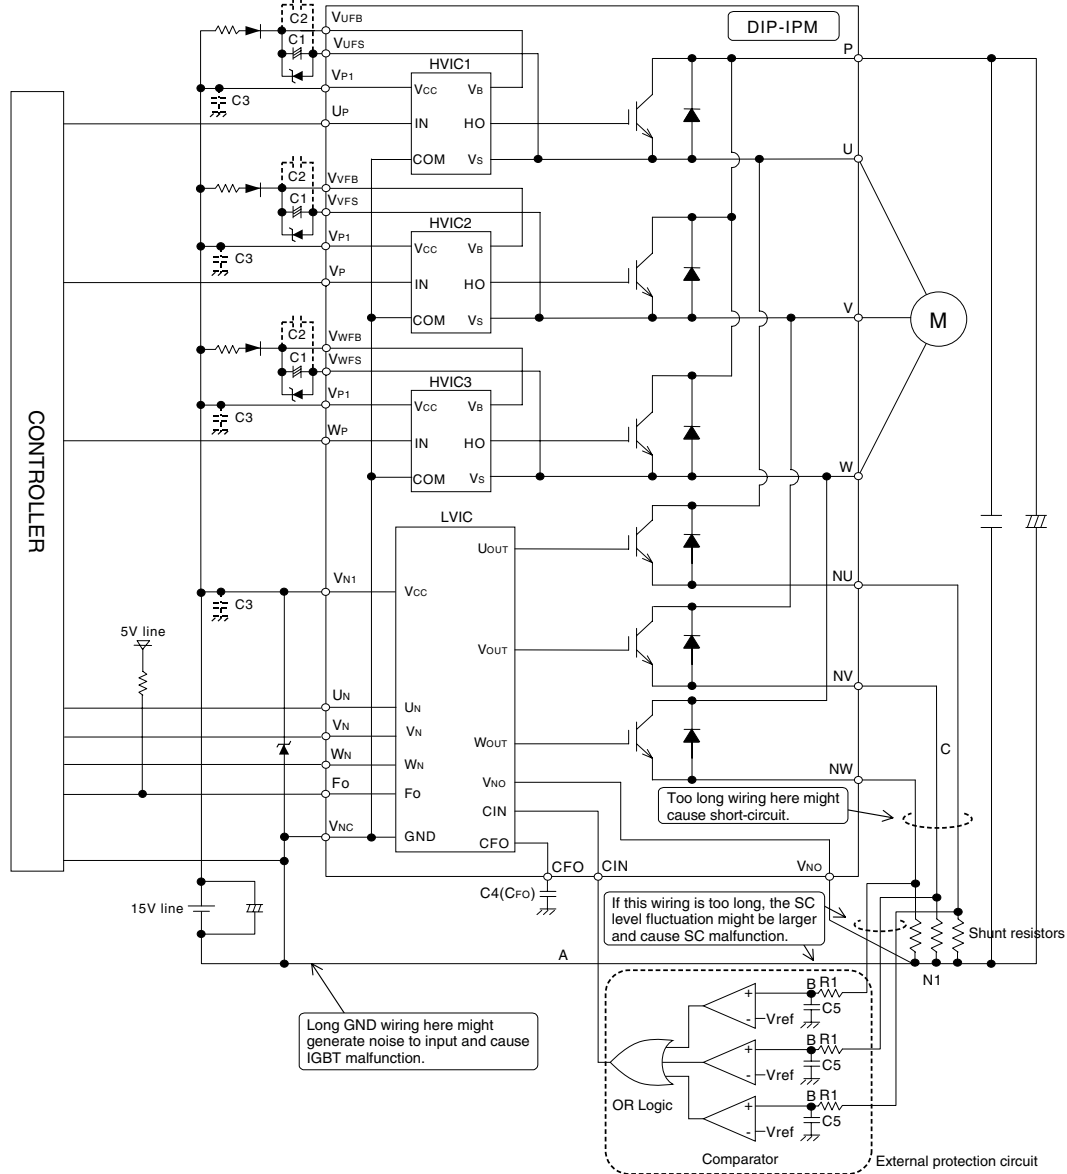 C2
VUFB
DIP-IPM
C1
VUFS
P
HVIC1
VP1
VCC
VB
C3
UP
IN
HO
COM
VS
U
C2
VVFB
C1
VVFS
HVIC2
VP1
VCC
VB
C3
VP
IN
HO
COM
VS
V
M
C2
VWFB
C1
VWFS
HVIC3
VP1
VCC
VB
C3
WP
IN
HO
COM
VS
W
CONTROLLER
LVIC
UOUT
VN1
VCC
NU
C3
5V line
VOUT
NV
UN
UN
VN
VN
WOUT
C
WN
WN
NW
VNO
FO
FO
Too long wiring here might
cause short-circuit.
CIN
VNC
GND
CFO
CFO
CIN
VNO
C4(CFO)
15V line
If this wiring is too long, the SC
level fluctuation might be larger
and cause SC malfunction.
Shunt resistors
A
N1
B
R1
+
C5
-
Vref
Long GND wiring here might
generate noise to input and cause
IGBT malfunction.
B
R1
+
C5
-
Vref
OR Logic
B
R1
+
C5
-
Vref
Comparator
External protection circuit